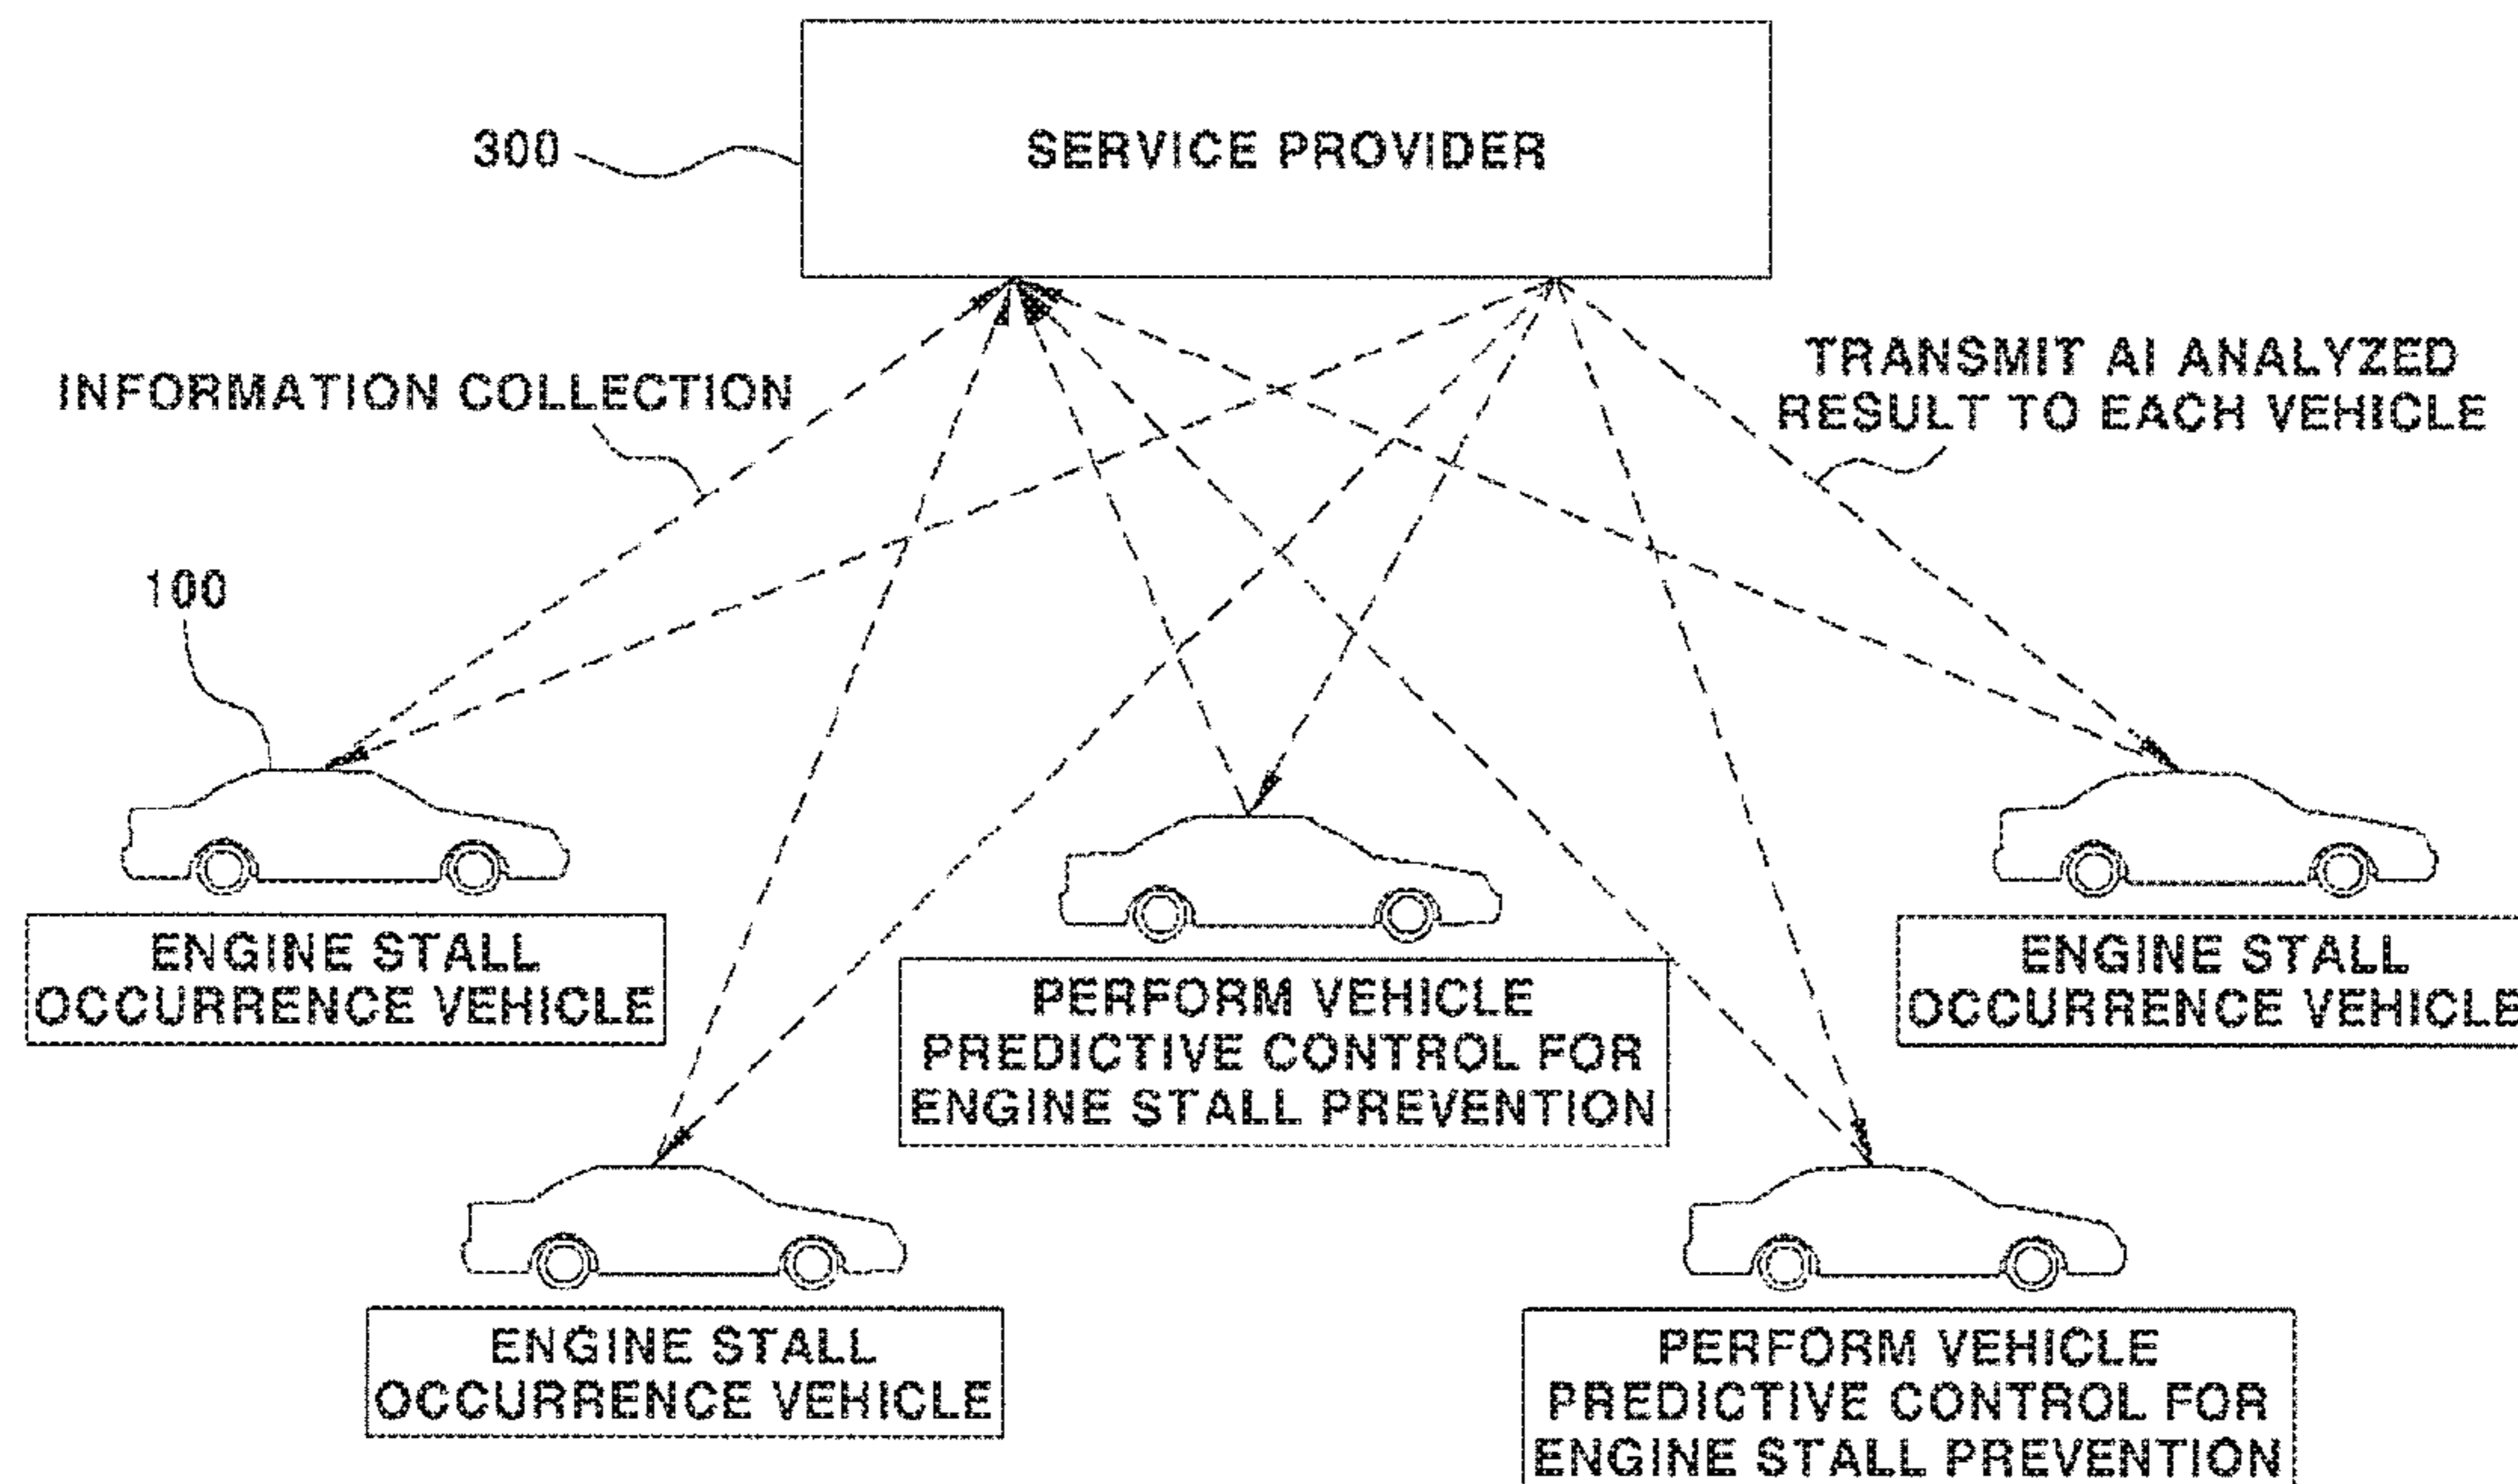 300
SERVICE PROVIDER
INFORMATION COLLECTION
TRANSMIT AI ANALYZED
RESULT TO EACH VEHICLE
100
ENGINE STALL
OCCURRENCE VEHICLE
PERFORM VEHICLE
PREDICTIVE CONTROL FOR
ENGINE STALL PREVENTION
ENGINE STALL
OCCURRENCE VEHICLE
ENGINE STALL
OCCURRENCE VEHICLE
PERFORM VEHICLE
PREDICTIVE CONTROL FOR
ENGINE STALL PREVENTION